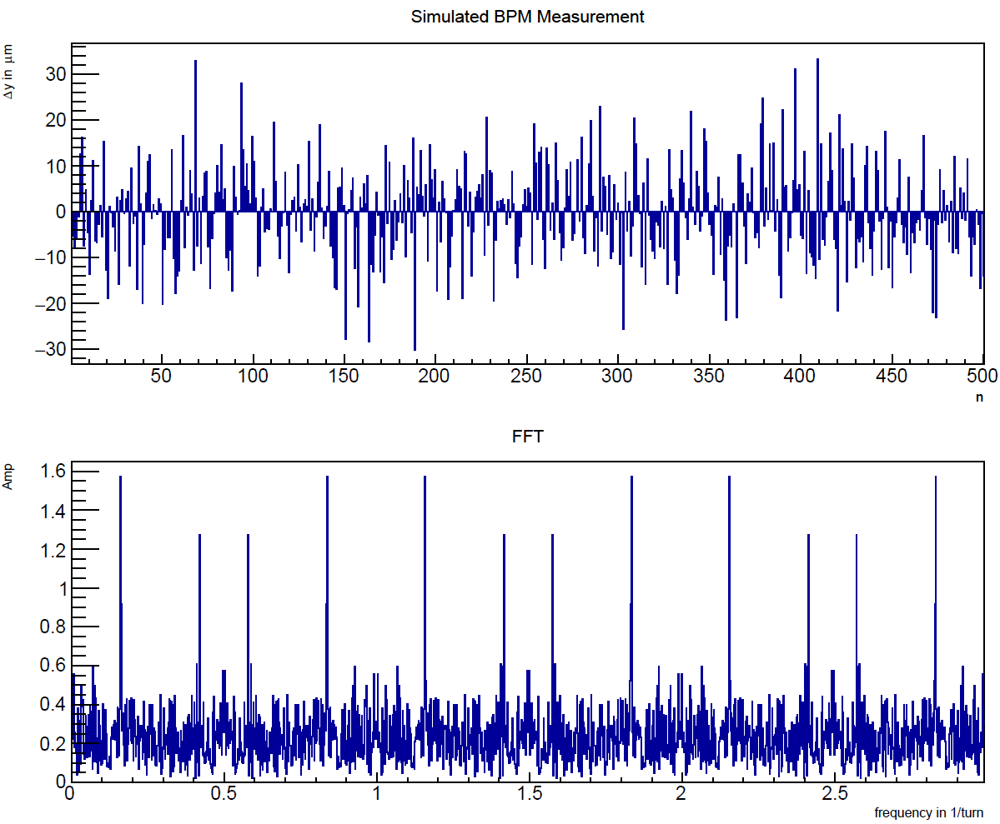 Simulated BPM Measurement
Δy in μm
30
20
10
0
−10
−20
−30
50 100 150 200 250 300 350 400 450 500
n
FFT
Amp
1.6
1.4
1.2
1
0.8
0.6
0.4
0.2
0
0 0.5 1 1.5 2 2.5
frequency in 1/turn